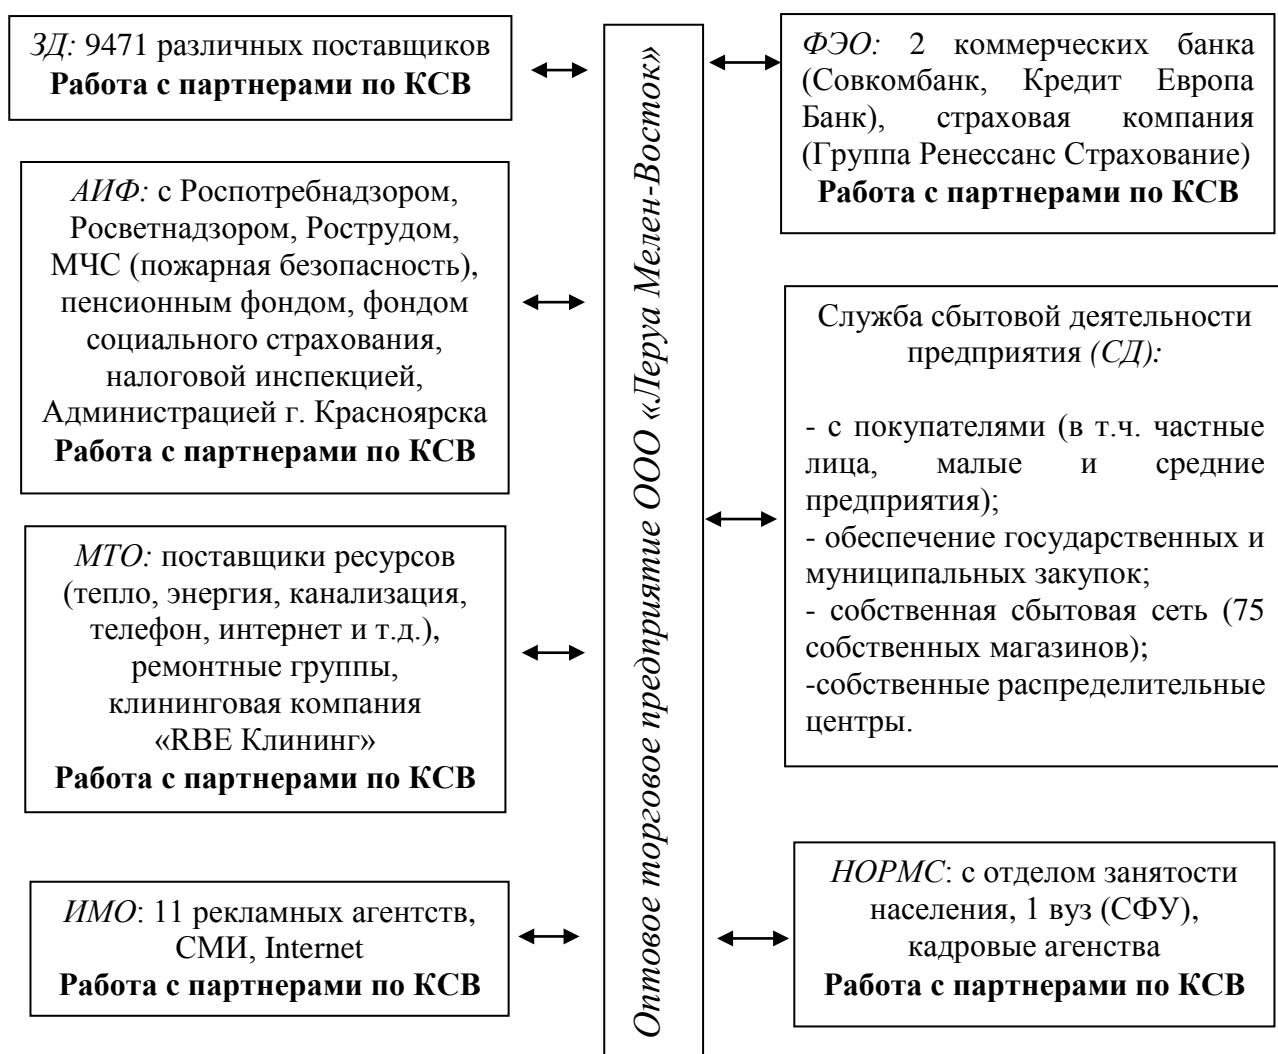 ЗД: 9471 различных поставщиков
Работа с партнерами по КСВ
АИФ: с Роспотребнадзором,
Росветнадзором, Рострудом,
МЧС (пожарная безопасность),
пенсионным фондом, фондом
социального страхования,
налоговой инспекцией,
Администрацией г. Красноярска
Работа с партнерами по КСВ
МТО: поставщики ресурсов
(тепло, энергия, канализация,
телефон, интернет и т.д.),
ремонтные группы,
клининговая компания
«RBE Клининг»
Работа с партнерами по КСВ
ИМО: 11 рекламных агентств,
СМИ, Internet
Работа с партнерами по КСВ
Оптовое торговое предприятие ООО «Леруа Мелен-Восток»
ФЭО: 2 коммерческих банка
(Совкомбанк, Кредит Европа
Банк), страховая компания
(Группа Ренессанс Страхование)
Работа с партнерами по КСВ
Служба сбытовой деятельности
предприятия (СД):
- с покупателями (в т.ч. частные
лица, малые и средние
предприятия);
- обеспечение государственных и
муниципальных закупок;
- собственная сбытовая сеть (75
собственных магазинов);
-собственные распределительные
центры.
НОРМС: с отделом занятости
населения, 1 вуз (СФУ),
кадровые агенства
Работа с партнерами по КСВ